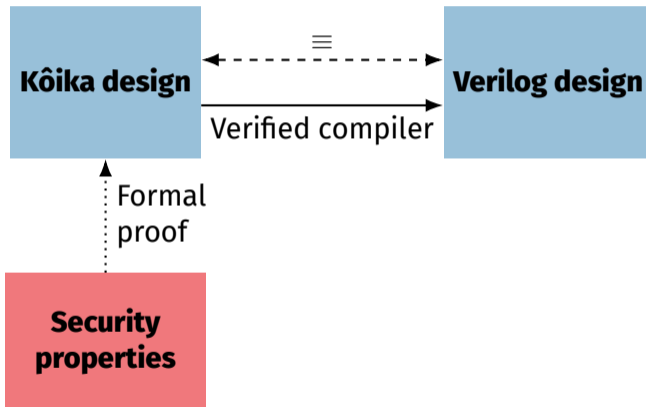 ≡
Kôika design
Verilog design
Verified compiler
Formal
proof
Security
properties